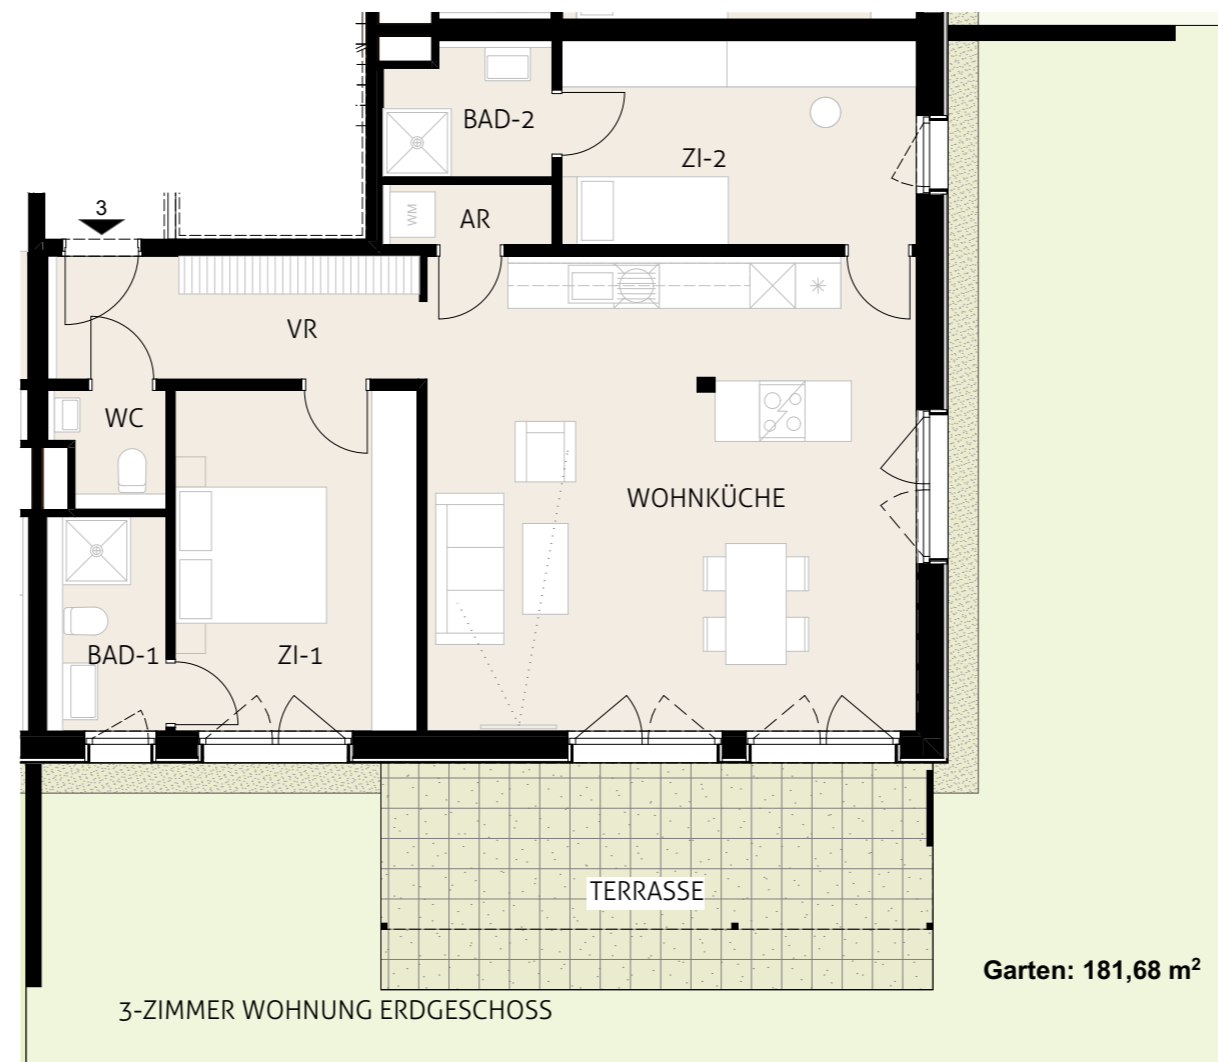 BAD-2
ZI-2
3
WM
AR
VR
WC
WOHNKÜCHE
BAD-1
ZI-1
TERRASSE
Garten: 181,68 m²
3-ZIMMER WOHNUNG ERDGESCHOSS